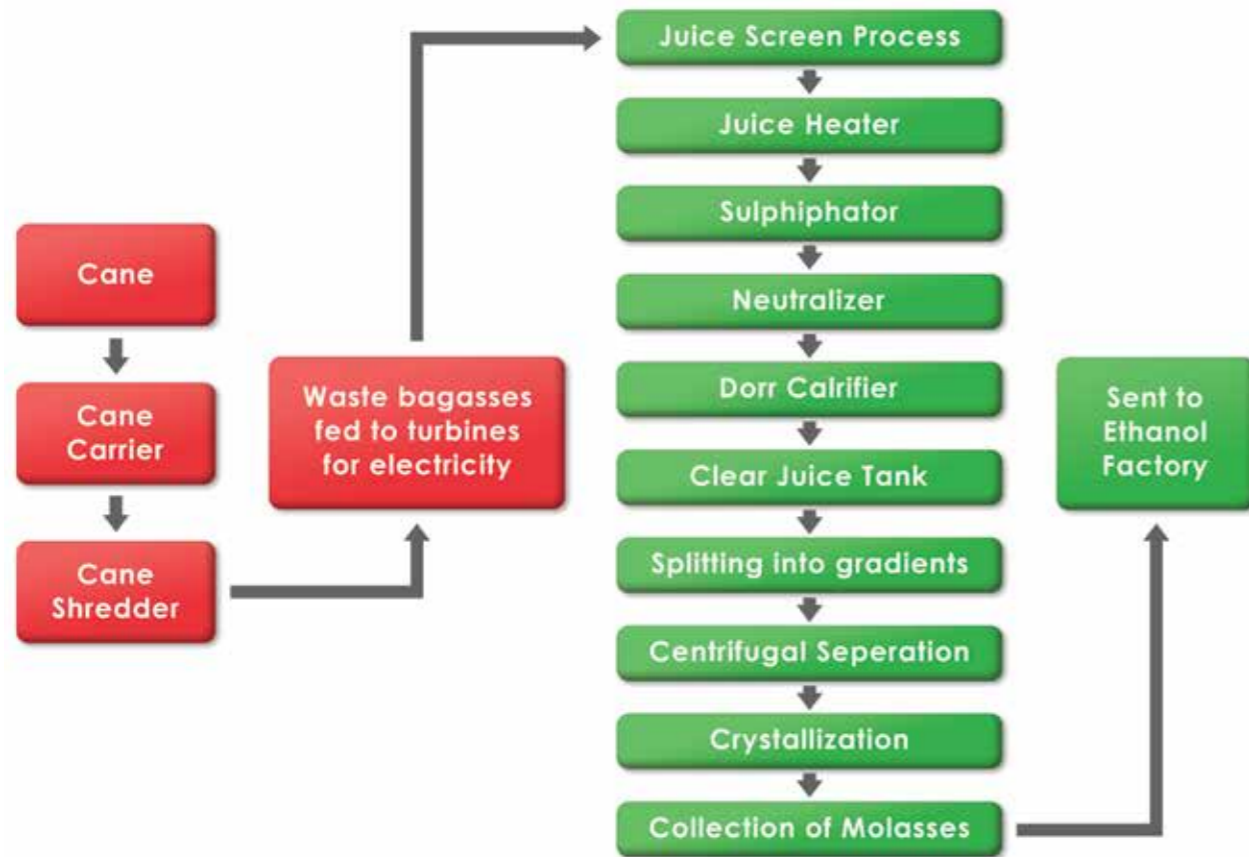 Cane
Cane
Carrier
Cane
Shredder
Waste bagasses
fed to turbines
for electricity
Juice Screen Process
Juice Heater
Sulphiphator
Neutralizer
Dorr Calrifier
Clear Juice Tank
Splitting into gradients
Centrifugal Seperation
Crystallization
Collection of Molasses
Sent to
Ethanol
Factory